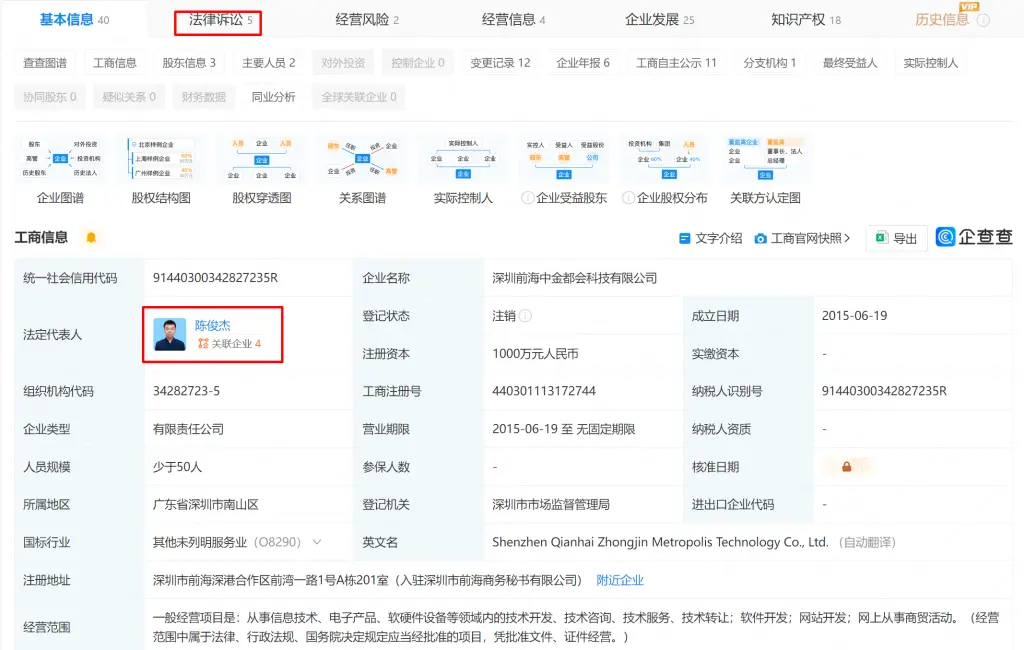 基本信息 40 法律诉讼 5 经营风险 2 经营信息 4 企业发展 25 知识产权 18 历史信息 VIP
查查图谱 工商信息 股东信息 3 主要人员 2 对外投资 控制企业 0 变更记录 12 企业年报 6 工商自主公示 11 分支机构 1 最终受益人 实际控制人
协同股东 0 疑似关系 0 财务数据 同业分析 全球关联企业 0
企业图谱 股权结构图 股权穿透图 关系图谱 实际控制人 企业受益股东 企业股权分布 关联方认定图
工商信息 文字介绍 工商官网快照 导出 企查查
统一社会信用代码 91440300342827235R 企业名称 深圳前海中金都会科技有限公司
法定代表人 陈俊杰 关联企业 4
登记状态 注销 成立日期 2015-06-19
注册资本 1000万元人民币 实缴资本 -
组织机构代码 34282723-5 工商注册号 440301113172744 纳税人识别号 91440300342827235R
企业类型 有限责任公司 营业期限 2015-06-19 至 无固定期限 纳税人资质 -
人员规模 少于50人 参保人数 - 核准日期
所属地区 广东省深圳市南山区 登记机关 深圳市市场监督管理局 进出口企业代码 -
国标行业 其他未列明服务业（O8290） 英文名 Shenzhen Qianhai Zhongjin Metropolis Technology Co., Ltd. （自动翻译）
注册地址 深圳市前海深港合作区前湾一路1号A栋201室（入驻深圳市前海商务秘书有限公司） 附近企业
经营范围 一般经营项目是：从事信息技术、电子产品、软硬件设备等领域内的技术开发、技术咨询、技术服务、技术转让；软件开发；网站开发；网上从事商贸活动。（经营
范围中属于法律、行政法规、国务院决定规定应当经批准的项目，凭批准文件、证件经营。）